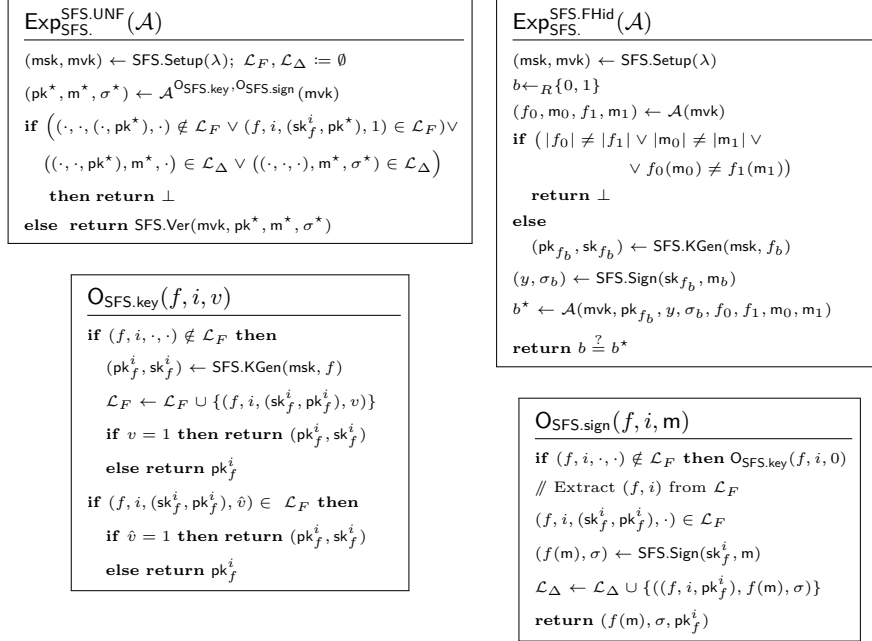 Exp^{SFS.UNF}_{SFS.}(𝒜)
(msk, mvk) ← SFS.Setup(λ); ℒ_F, ℒ_Δ := ∅
(pk^⋆, m^⋆, σ^⋆) ← 𝒜^{O_{SFS.key}, O_{SFS.sign}}(mvk)
if ((·, ·, (·, pk^⋆), ·) ∉ ℒ_F ∨ (f, i, (sk^i_f, pk^⋆), 1) ∈ ℒ_F)∨
((·, ·, pk^⋆), m^⋆, ·) ∈ ℒ_Δ ∨ ((·, ·, ·), m^⋆, σ^⋆) ∈ ℒ_Δ)
then return ⊥
else return SFS.Ver(mvk, pk^⋆, m^⋆, σ^⋆)
Exp^{SFS.FHid}_{SFS.}(𝒜)
(msk, mvk) ← SFS.Setup(λ)
b←_R{0, 1}
(f_0, m_0, f_1, m_1) ← 𝒜(mvk)
if (|f_0| ≠ |f_1| ∨ |m_0| ≠ |m_1| ∨
∨ f_0(m_0) ≠ f_1(m_1))
return ⊥
else
(pk_{f_b}, sk_{f_b}) ← SFS.KGen(msk, f_b)
(y, σ_b) ← SFS.Sign(sk_{f_b}, m_b)
b^⋆ ← 𝒜(mvk, pk_{f_b}, y, σ_b, f_0, f_1, m_0, m_1)
return b ≟ b^⋆
O_{SFS.key}(f, i, v)
if (f, i, ·, ·) ∉ ℒ_F then
(pk^i_f, sk^i_f) ← SFS.KGen(msk, f)
ℒ_F ← ℒ_F ∪ {(f, i, (sk^i_f, pk^i_f), v)}
if v = 1 then return (pk^i_f, sk^i_f)
else return pk^i_f
if (f, i, (sk^i_f, pk^i_f), v̂) ∈ ℒ_F then
if v̂ = 1 then return (pk^i_f, sk^i_f)
else return pk^i_f
O_{SFS.sign}(f, i, m)
if (f, i, ·, ·) ∉ ℒ_F then O_{SFS.key}(f, i, 0)
// Extract (f, i) from ℒ_F
(f, i, (sk^i_f, pk^i_f), ·) ∈ ℒ_F
(f(m), σ) ← SFS.Sign(sk^i_f, m)
ℒ_Δ ← ℒ_Δ ∪ {((f, i, pk^i_f), f(m), σ)}
return (f(m), σ, pk^i_f)